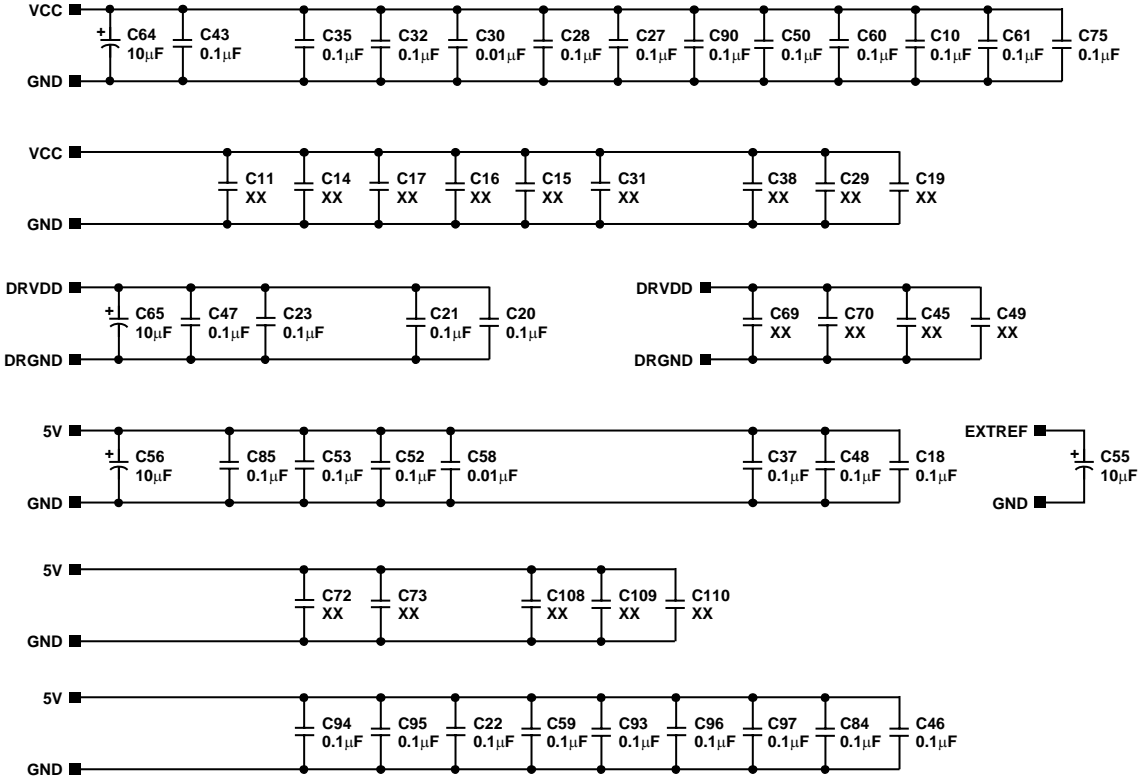 VCC
+
C64
10µF
C43
0.1µF
C35
0.1µF
C32
0.1µF
C30
0.01µF
C28
0.1µF
C27
0.1µF
C90
0.1µF
C50
0.1µF
C60
0.1µF
C10
0.1µF
C61
0.1µF
C75
0.1µF
GND
VCC
C11
XX
C14
XX
C17
XX
C16
XX
C15
XX
C31
XX
C38
XX
C29
XX
C19
XX
GND
DRVDD
+
C65
10µF
C47
0.1µF
C23
0.1µF
C21
0.1µF
C20
0.1µF
DRGND
DRVDD
C69
XX
C70
XX
C45
XX
C49
XX
DRGND
5V
+
C56
10µF
C85
0.1µF
C53
0.1µF
C52
0.1µF
C58
0.01µF
C37
0.1µF
C48
0.1µF
C18
0.1µF
GND
EXTREF
+
C55
10µF
GND
5V
C72
XX
C73
XX
C108
XX
C109
XX
C110
XX
GND
5V
C94
0.1µF
C95
0.1µF
C22
0.1µF
C59
0.1µF
C93
0.1µF
C96
0.1µF
C97
0.1µF
C84
0.1µF
C46
0.1µF
GND